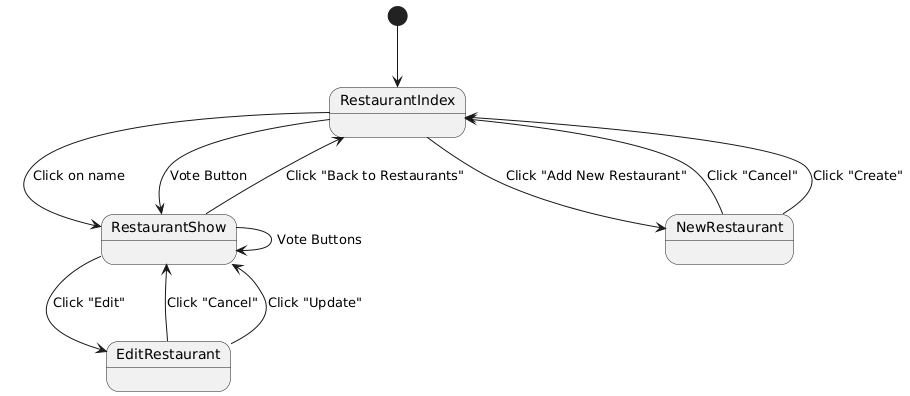 RestaurantIndex
Click on name
Vote Button
Click "Back to Restaurants"
Click "Add New Restaurant"
Click "Cancel"
Click "Create"
RestaurantShow
NewRestaurant
Vote Buttons
Click "Edit"
Click "Cancel"
Click "Update"
EditRestaurant